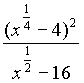 (x^{1/4} − 4)^2
x^{1/2} − 16